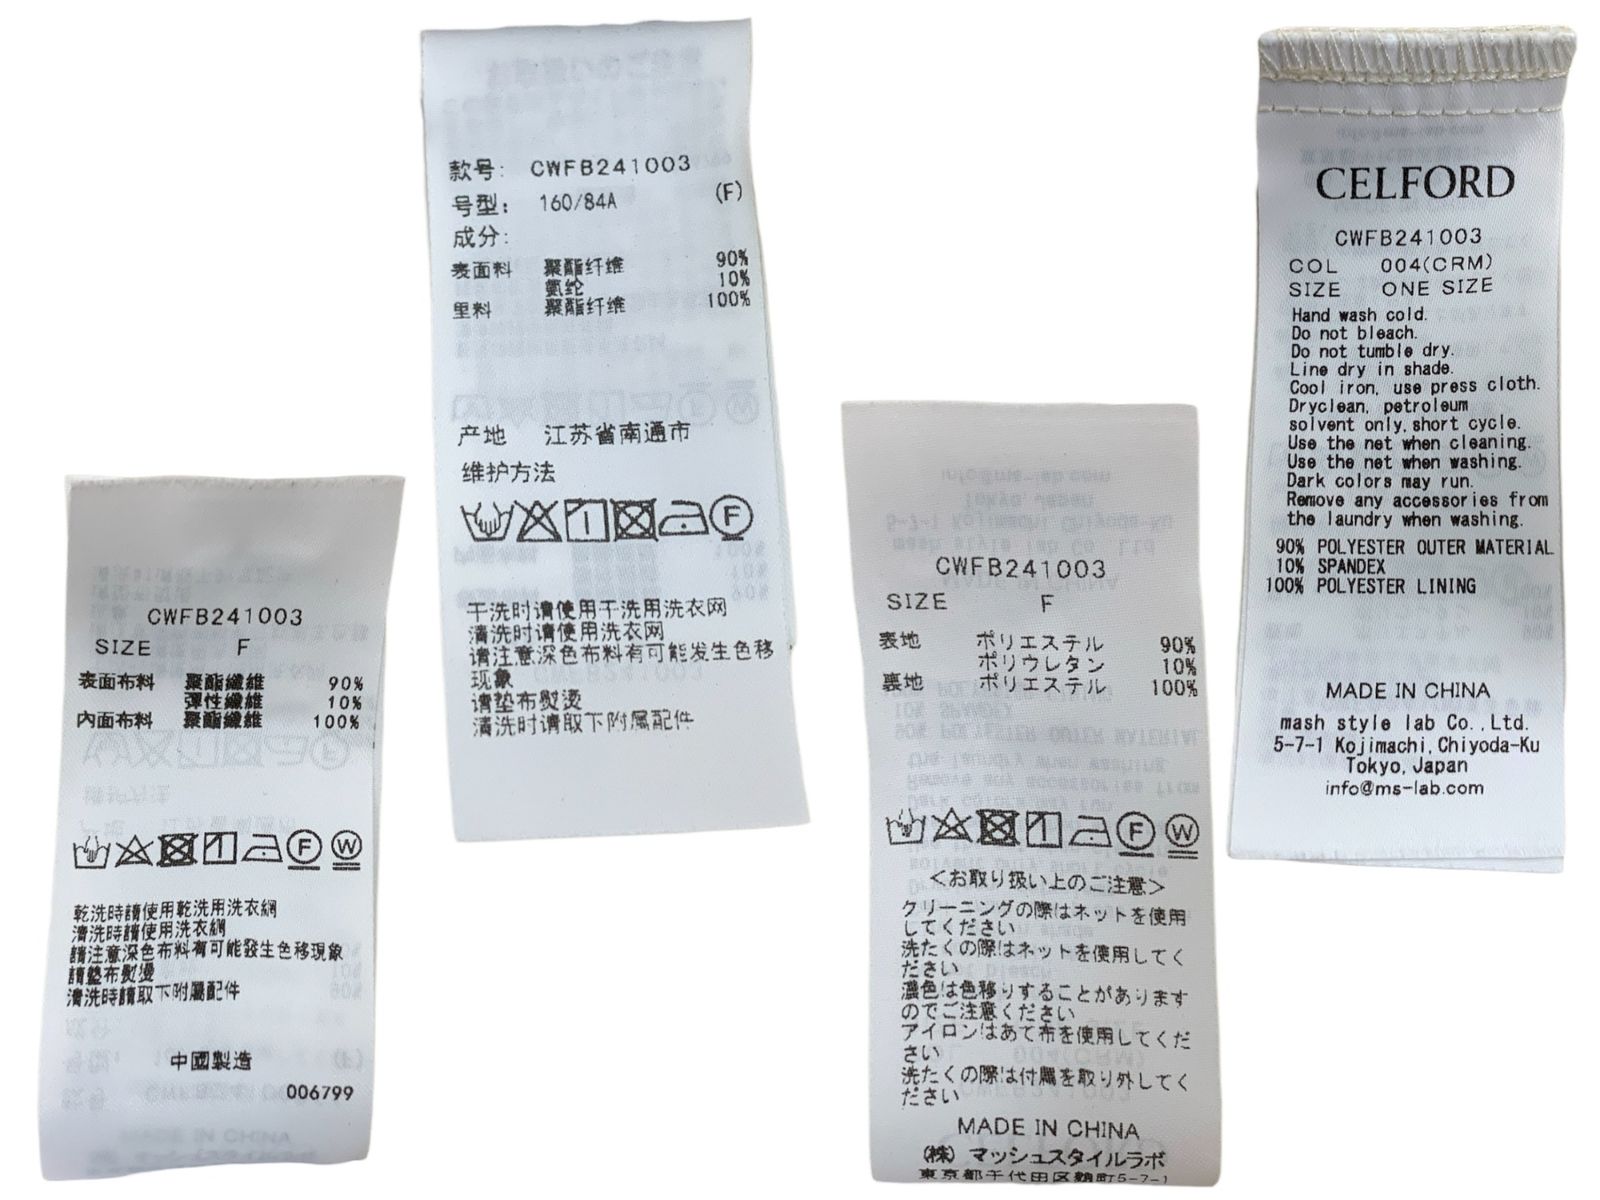 CWFB241003
SIZE F
表面布料 聚酯纖維 90%
彈性纖維 10%
內面布料 聚酯纖維 100%
F W
乾洗時請使用乾洗用洗衣網
清洗時請使用洗衣網
請注意深色布料有可能發生色移現象
請墊布熨燙
清洗時請取下附屬配件
中國製造
006799
款号: CWFB241003
号型: 160/84A (F)
成分:
表面料 聚酯纤维 90%
氨纶 10%
里料 聚酯纤维 100%
产地 江苏省南通市
维护方法
F
干洗时请使用干洗用洗衣网
清洗时请使用洗衣网
请注意深色布料有可能发生色移
现象
请垫布熨烫
清洗时请取下附属配件
CWFB241003
SIZE F
表地 ポリエステル 90%
ポリウレタン 10%
裏地 ポリエステル 100%
F W
<お取り扱い上のご注意>
クリーニングの際はネットを使用
してください
洗たくの際はネットを使用してく
ださい
濃色は色移りすることがあります
のでご注意ください
アイロンはあて布を使用してくだ
さい
洗たくの際は付属を取り外してく
ださい
MADE IN CHINA
(株) マッシュスタイルラボ
東京都千代田区麹町5-7-1
CELFORD
CWFB241003
COL 004(CRM)
SIZE ONE SIZE
Hand wash cold.
Do not bleach.
Do not tumble dry.
Line dry in shade.
Cool iron, use press cloth.
Dryclean, petroleum
solvent only, short cycle.
Use the net when cleaning.
Use the net when washing.
Dark colors may run.
Remove any accessories from
the laundry when washing.
90% POLYESTER OUTER MATERIAL
10% SPANDEX
100% POLYESTER LINING
MADE IN CHINA
mash style lab Co.,Ltd.
5-7-1 Kojimachi, Chiyoda-Ku
Tokyo, Japan
info@ms-lab.com